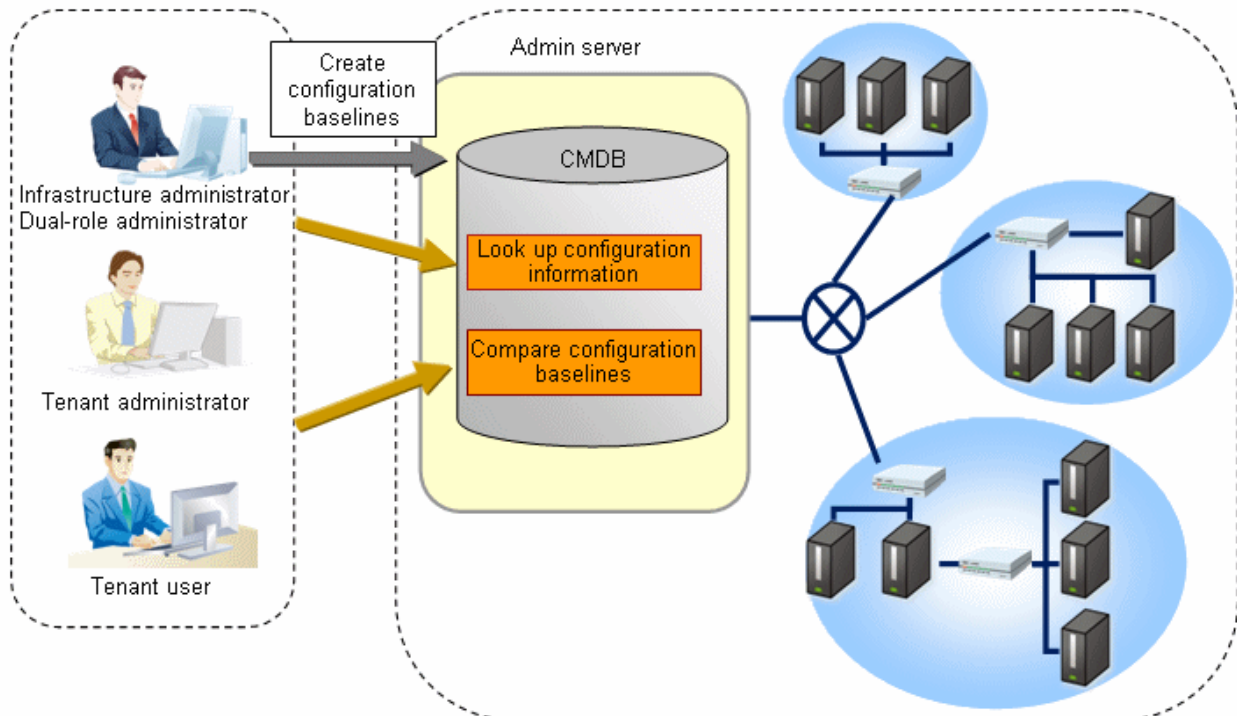 Create
configuration
baselines
Admin server
CMDB
Infrastructure administrator
Dual-role administrator
Look up configuration
information
Compare configuration
baselines
Tenant administrator
Tenant user